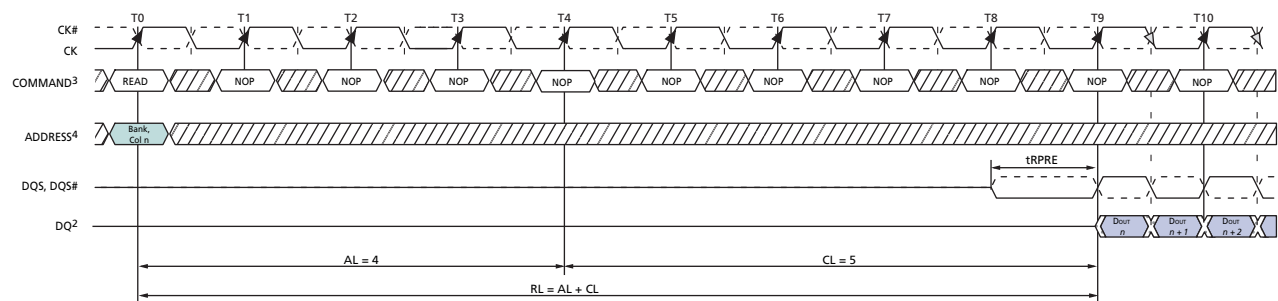 T0 T1 T2 T3 T4 T5 T6 T7 T8 T9 T10
CK#
CK
COMMAND3 READ NOP NOP NOP NOP NOP NOP NOP NOP NOP NOP
ADDRESS4 Bank,
Col n
tRPRE
DQS, DQS#
DQ2 DOUT DOUT DOUT
n n + 1 n + 2
AL = 4 CL = 5
RL = AL + CL